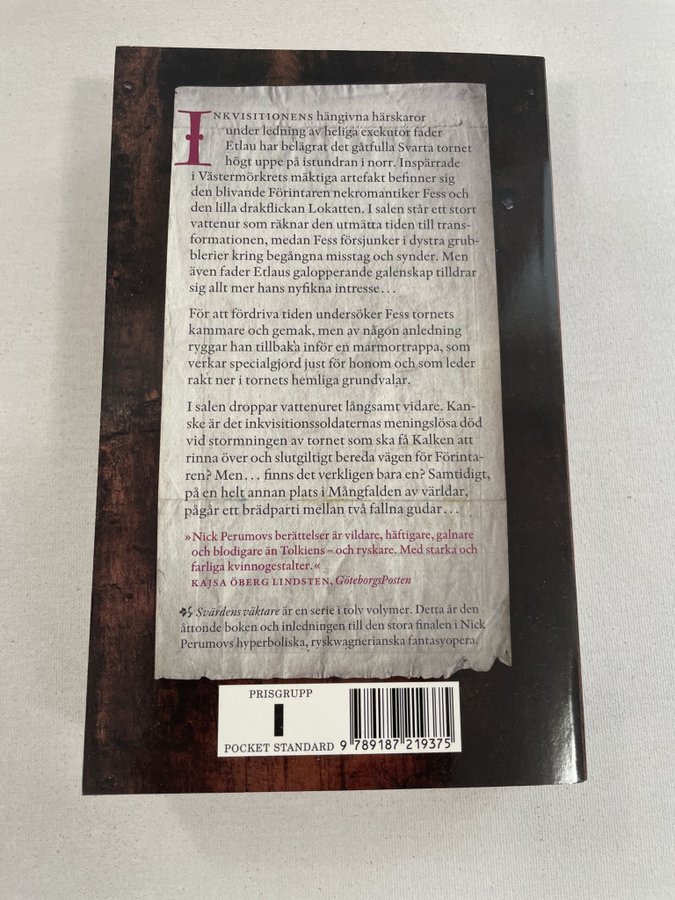 INKVISITIONENS hängivna härskaror
under ledning av heliga exekutor fader
Etlau har belägrat det gåtfulla Svarta tornet
högt uppe på istundran i norr. Inspärrade
i Västermörkrets mäktiga artefakt befinner sig
den blivande Förintaren nekromantiker Fess och
den lilla drakflickan Lokatten. I salen står ett stort
vattenur som räknar den utmätta tiden till trans-
formationen, medan Fess försjunker i dystra grub-
blerier kring begångna misstag och synder. Men
även fader Etlaus galopperande galenskap tilldrar
sig allt mer hans nyfikna intresse…
För att fördriva tiden undersöker Fess tornets
kammare och gemak, men av någon anledning
ryggar han tillbaka inför en marmortrappa, som
verkar specialgjord just för honom och som leder
rakt ner i tornets hemliga grundvalar.
I salen droppar vattenuret långsamt vidare. Kan-
ske är det inkvisitionssoldaternas meningslösa död
vid stormningen av tornet som ska få Kalken att
rinna över och slutgiltigt bereda vägen för Förinta-
ren? Men… finns det verkligen bara en? Samtidigt,
på en helt annan plats i Mångfalden av världar,
pågår ett brädparti mellan två fallna gudar…
»Nick Perumovs berättelser är vildare, häftigare, galnare
och blodigare än Tolkiens – och ryskare. Med starka och
farliga kvinnogestalter.«
KAJSA ÖBERG LINDSTEN, GöteborgsPosten
Svärdens väktare är en serie i tolv volymer. Detta är den
åttonde boken och inledningen till den stora finalen i Nick
Perumovs hyperboliska, ryskwagnerianska fantasyopera.
PRISGRUPP
POCKET STANDARD
9 789187 219375